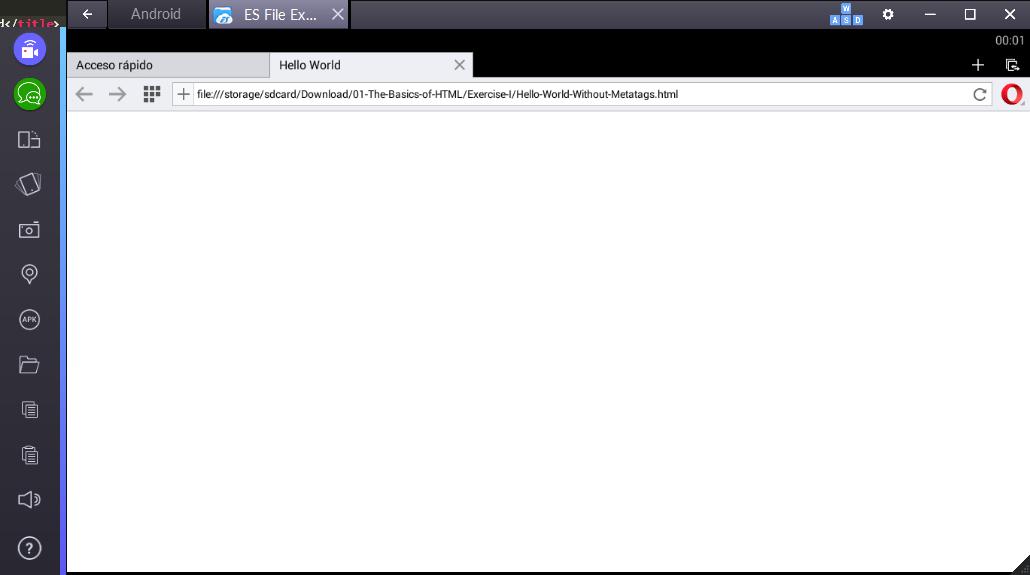 Android
ES File Ex...
W
A S D
d</title>
00:01
Acceso rápido
Hello World
file:///storage/sdcard/Download/01-The-Basics-of-HTML/Exercise-I/Hello-World-Without-Metatags.html
APK
?